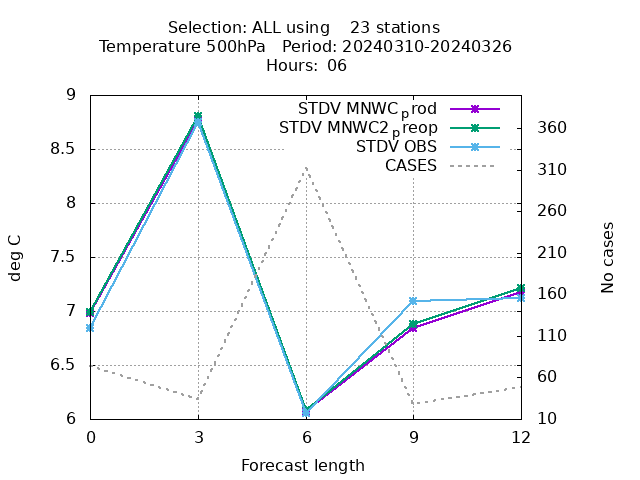 Selection: ALL using    23 stations
Temperature 500hPa   Period: 20240310-20240326
Hours:  06
STDV MNWC_prod
STDV MNWC2_preop
STDV OBS
CASES
deg C
9
8.5
8
7.5
7
6.5
6
360
310
260
210
160
110
60
10
No cases
0 3 6 9 12
Forecast length